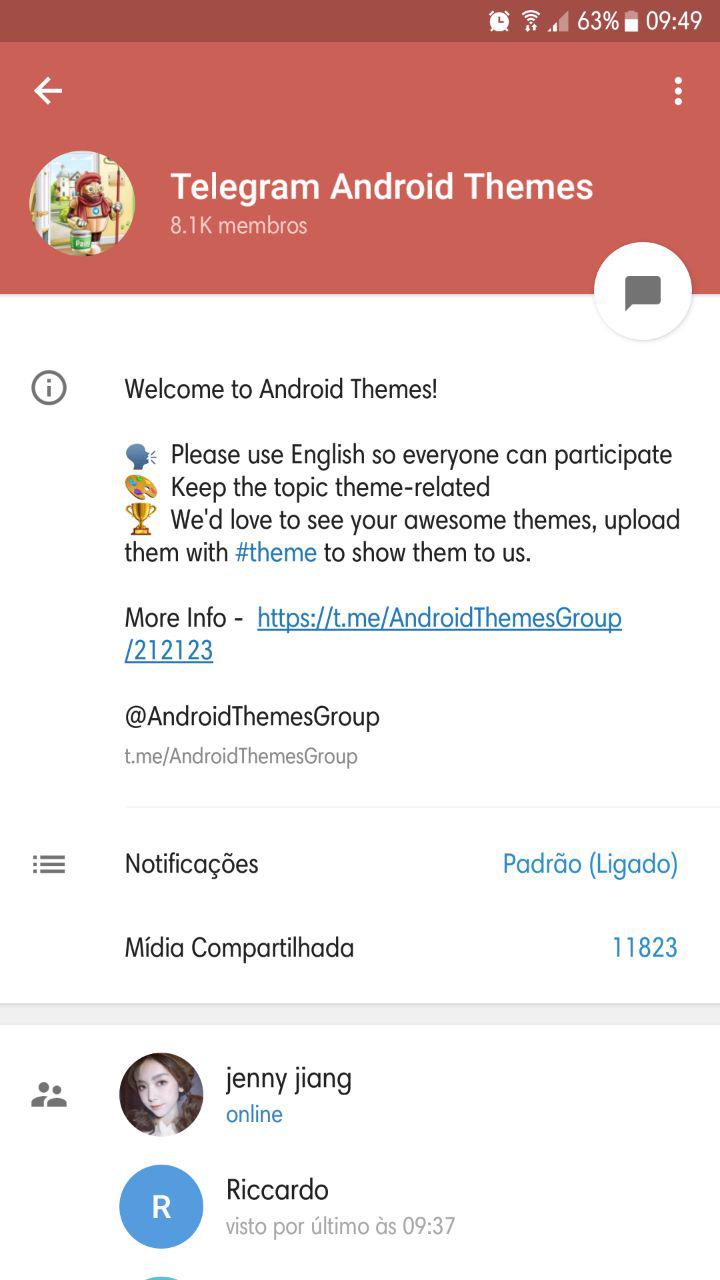 63% 09:49
Telegram Android Themes
8.1K membros
Welcome to Android Themes!
🗣 Please use English so everyone can participate
🎨 Keep the topic theme-related
🏆 We'd love to see your awesome themes, upload
them with #theme to show them to us.
More Info - https://t.me/AndroidThemesGroup
/212123
@AndroidThemesGroup
t.me/AndroidThemesGroup
Notificações Padrão (Ligado)
Mídia Compartilhada 11823
jenny jiang
online
R
Riccardo
visto por último às 09:37